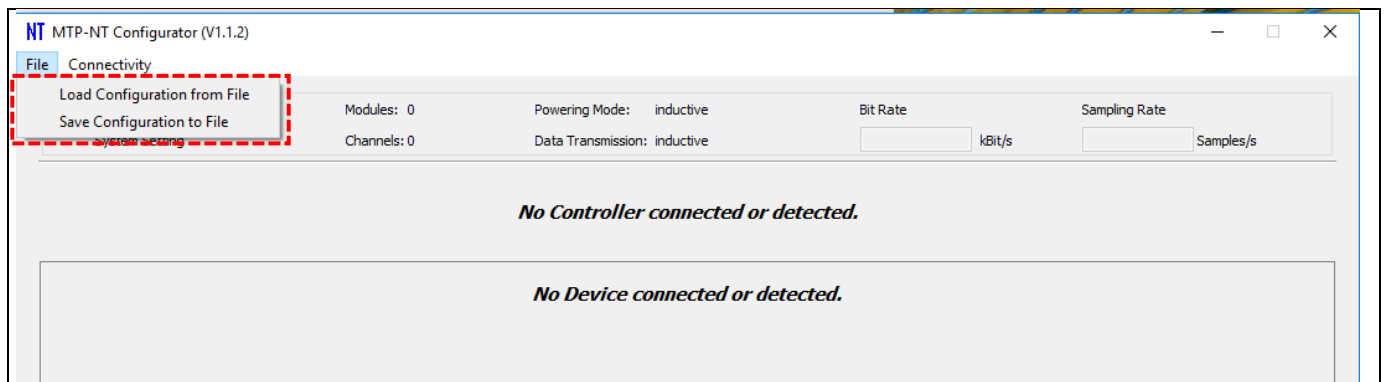 NT MTP-NT Configurator (V1.1.2)
File Connectivity
Load Configuration from File
Save Configuration to File
Modules: 0 Powering Mode: inductive Bit Rate Sampling Rate
System Setting Channels: 0 Data Transmission: inductive kBit/s Samples/s
No Controller connected or detected.
No Device connected or detected.